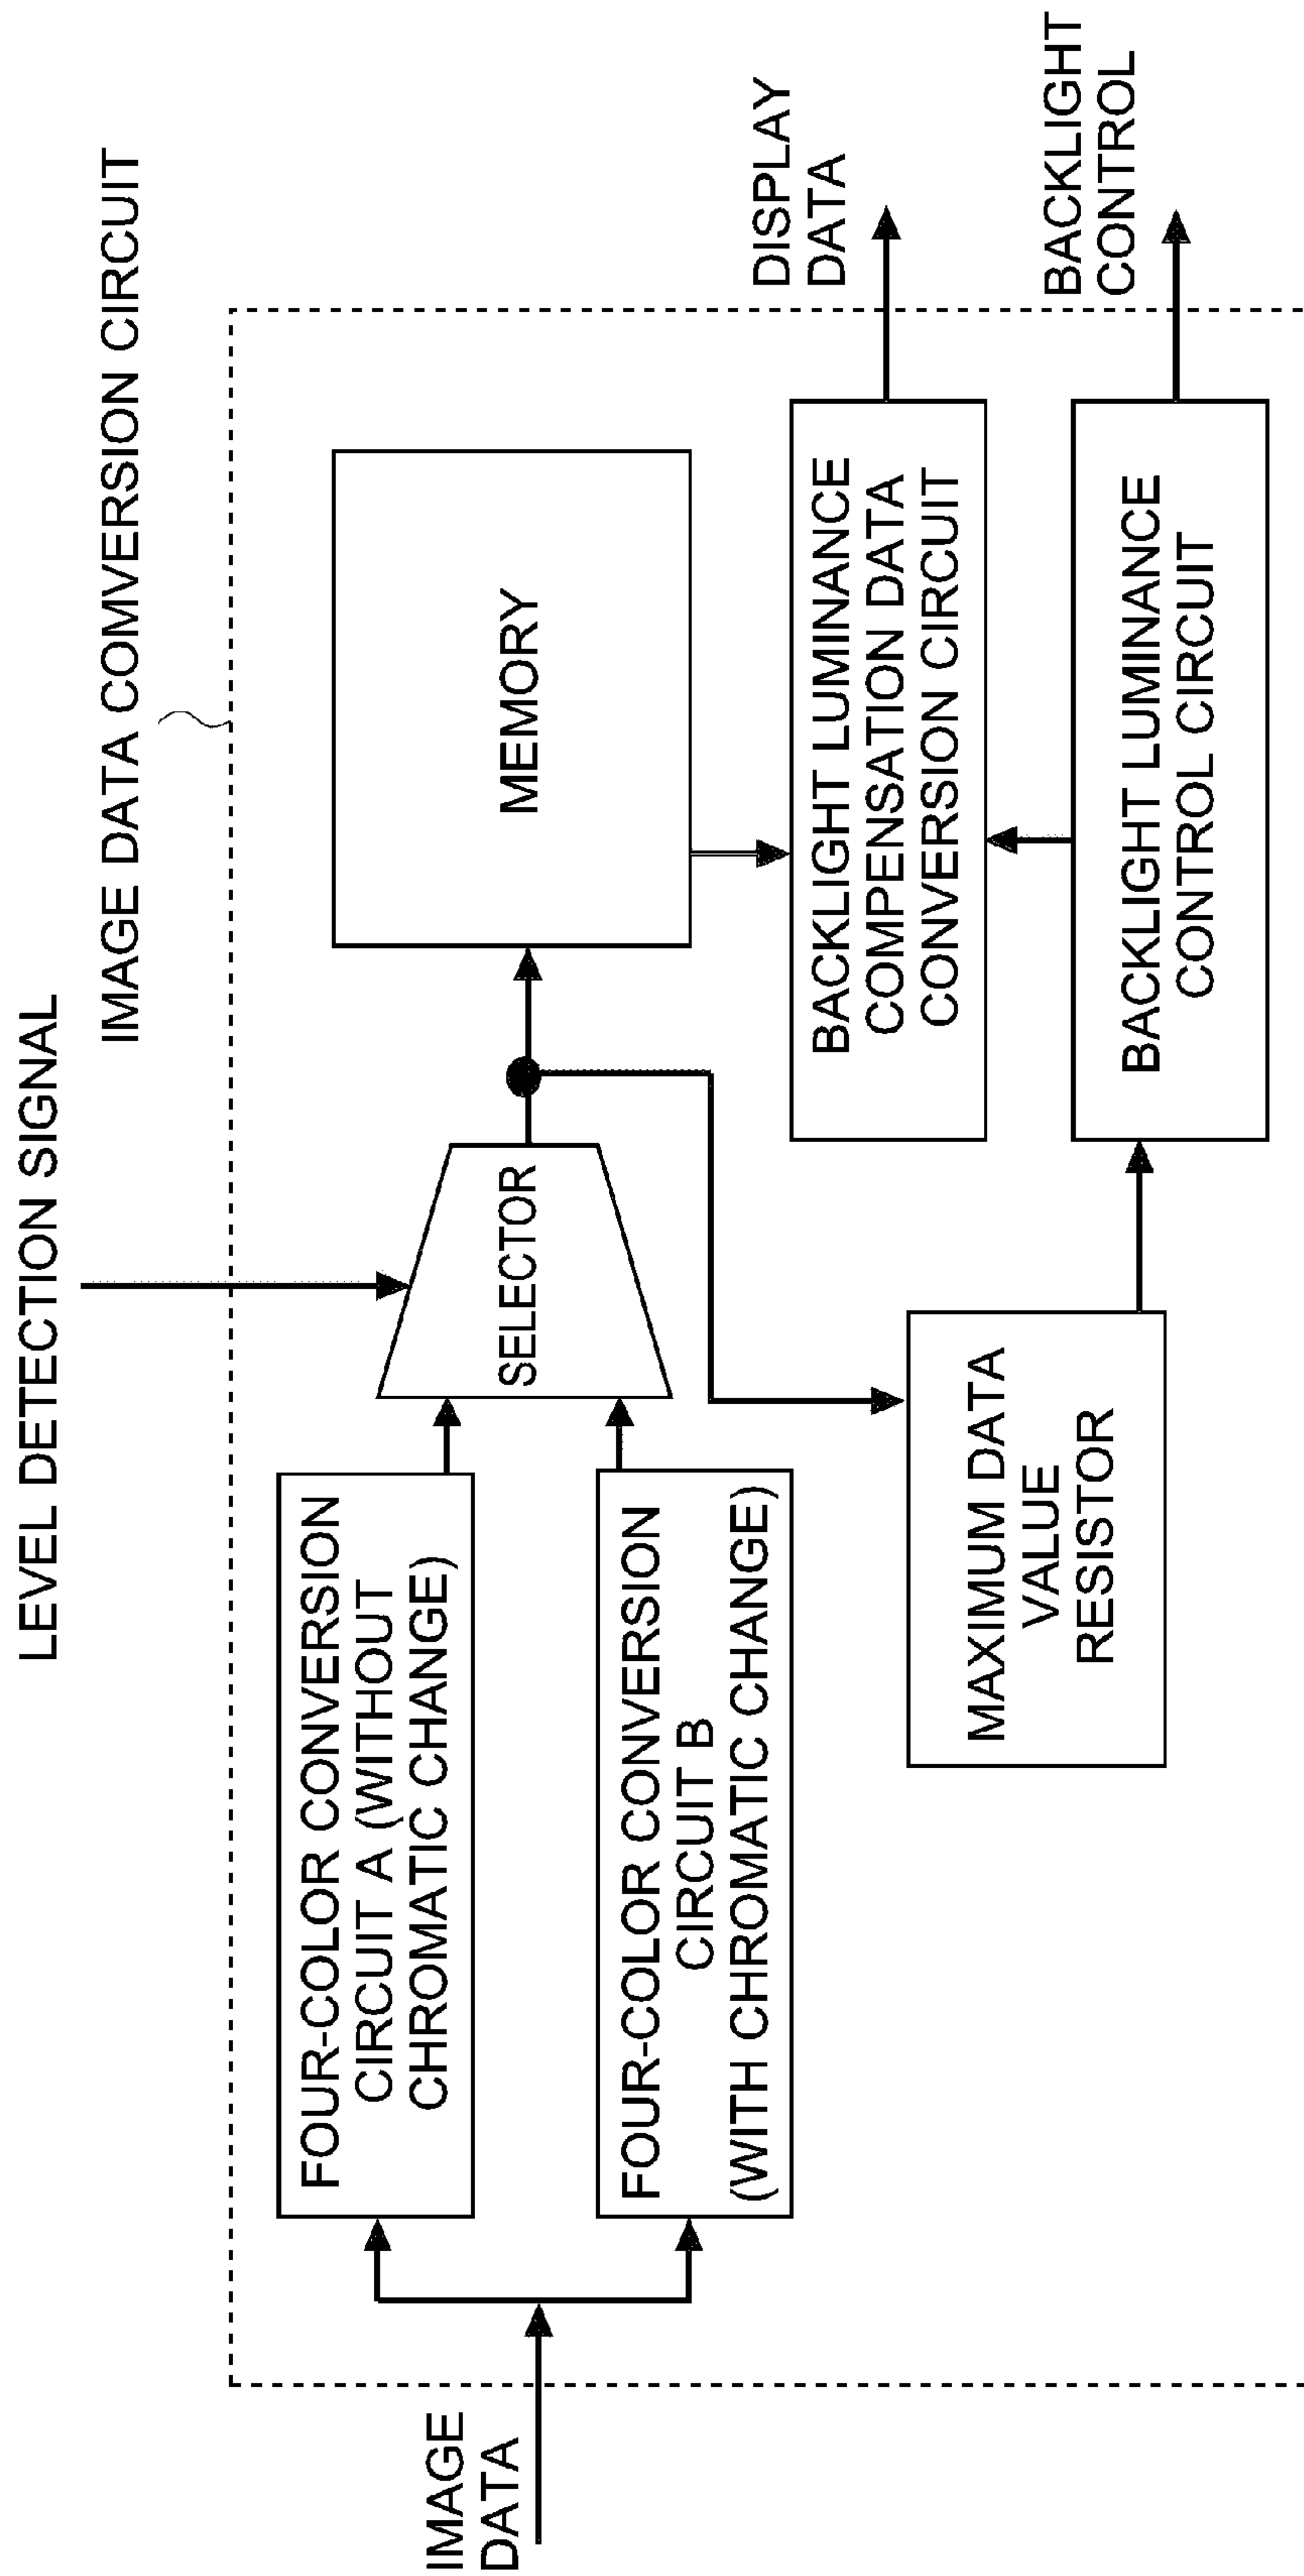 LEVEL DETECTION SIGNAL
IMAGE DATA COMVERSION CIRCUIT
IMAGE
DATA
FOUR-COLOR CONVERSION
CIRCUIT A (WITHOUT
CHROMATIC CHANGE)
FOUR-COLOR CONVERSION
CIRCUIT B
(WITH CHROMATIC CHANGE)
SELECTOR
MEMORY
MAXIMUM DATA
VALUE
RESISTOR
BACKLIGHT LUMINANCE
COMPENSATION DATA
CONVERSION CIRCUIT
BACKLIGHT LUMINANCE
CONTROL CIRCUIT
DISPLAY
DATA
BACKLIGHT
CONTROL